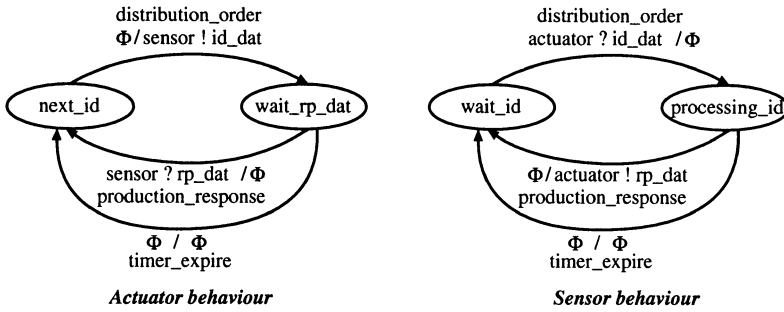 distribution_order
Φ/sensor ! id_dat
next_id
wait_rp_dat
sensor ? rp_dat /Φ
production_response
Φ / Φ
timer_expire
Actuator behaviour
distribution_order
actuator ? id_dat /Φ
wait_id
processing_id
Φ/actuator ! rp_dat
production_response
Φ / Φ
timer_expire
Sensor behaviour